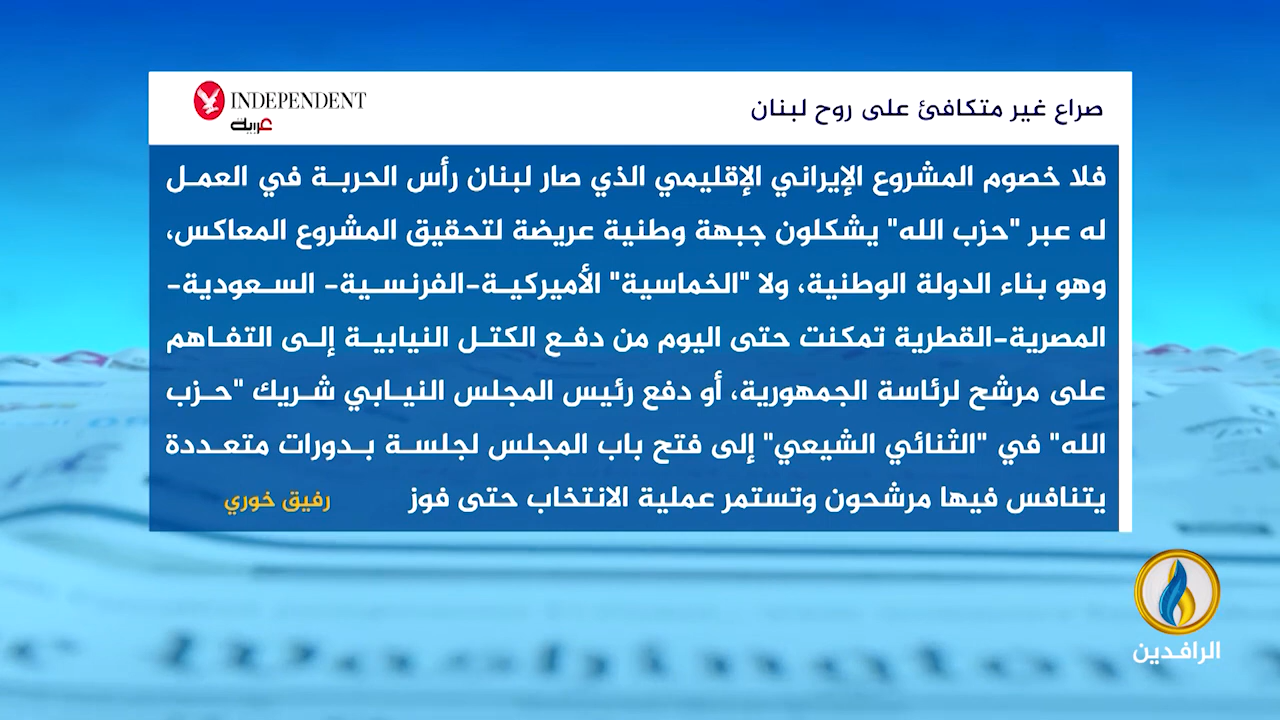 صراع غير متكافئ على روح لبنان
INDEPENDENT
عربية
فلا خصوم المشروع الإيراني الإقليمي الذي صار لبنان رأس الحربة في العمل
له عبر "حزب الله" يشكلون جبهة وطنية عريضة لتحقيق المشروع المعاكس،
وهو بناء الدولة الوطنية، ولا "الخماسية" الأميركية-الفرنسية- السعودية-
المصرية-القطرية تمكنت حتى اليوم من دفع الكتل النيابية إلى التفاهم
على مرشح لرئاسة الجمهورية، أو دفع رئيس المجلس النيابي شريك "حزب
الله" في "الثنائي الشيعي" إلى فتح باب المجلس لجلسة بدورات متعددة
يتنافس فيها مرشحون وتستمر عملية الانتخاب حتى فوز
رفيق خوري
الرافدين